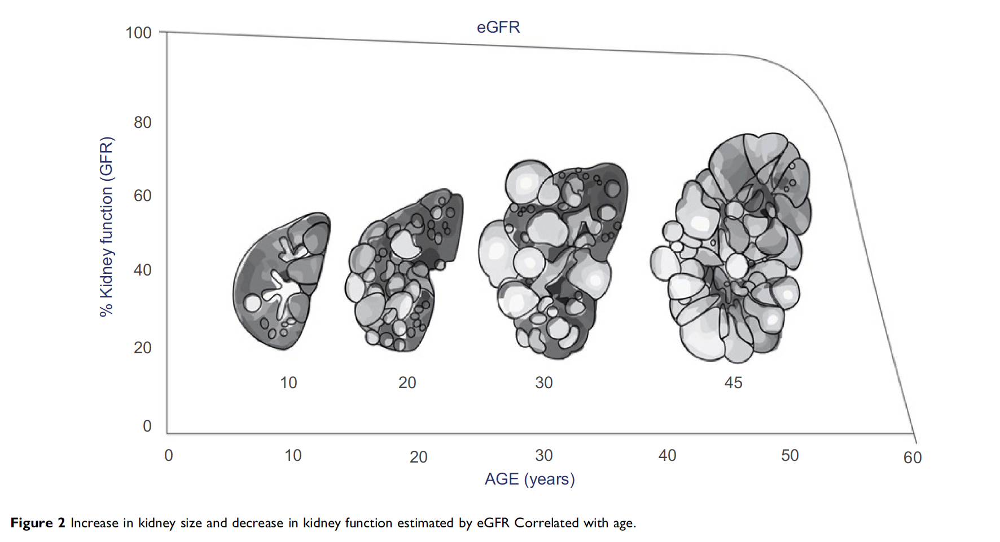 eGFR
100
80
60
40
20
0
% Kidney function (GFR)
10 20 30 45
0 10 20 30 40 50 60
AGE (years)
Figure 2 Increase in kidney size and decrease in kidney function estimated by eGFR Correlated with age.